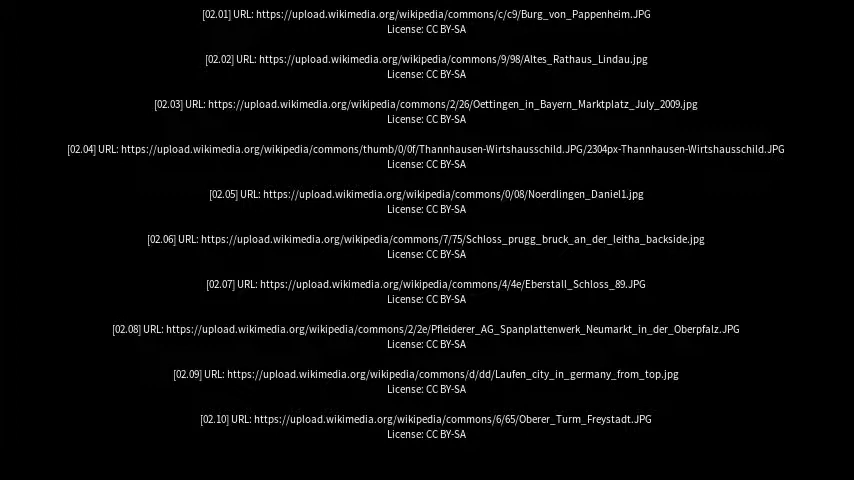 [02.01] URL: https://upload.wikimedia.org/wikipedia/commons/c/c9/Burg_von_Pappenheim.JPG
License: CC BY-SA
[02.02] URL: https://upload.wikimedia.org/wikipedia/commons/9/98/Altes_Rathaus_Lindau.jpg
License: CC BY-SA
[02.03] URL: https://upload.wikimedia.org/wikipedia/commons/2/26/Oettingen_in_Bayern_Marktplatz_July_2009.jpg
License: CC BY-SA
[02.04] URL: https://upload.wikimedia.org/wikipedia/commons/thumb/0/0f/Thannhausen-Wirtshausschild.JPG/2304px-Thannhausen-Wirtshausschild.JPG
License: CC BY-SA
[02.05] URL: https://upload.wikimedia.org/wikipedia/commons/0/08/Noerdlingen_Daniel1.jpg
License: CC BY-SA
[02.06] URL: https://upload.wikimedia.org/wikipedia/commons/7/75/Schloss_prugg_bruck_an_der_leitha_backside.jpg
License: CC BY-SA
[02.07] URL: https://upload.wikimedia.org/wikipedia/commons/4/4e/Eberstall_Schloss_89.JPG
License: CC BY-SA
[02.08] URL: https://upload.wikimedia.org/wikipedia/commons/2/2e/Pfleiderer_AG_Spanplattenwerk_Neumarkt_in_der_Oberpfalz.JPG
License: CC BY-SA
[02.09] URL: https://upload.wikimedia.org/wikipedia/commons/d/dd/Laufen_city_in_germany_from_top.jpg
License: CC BY-SA
[02.10] URL: https://upload.wikimedia.org/wikipedia/commons/6/65/Oberer_Turm_Freystadt.JPG
License: CC BY-SA